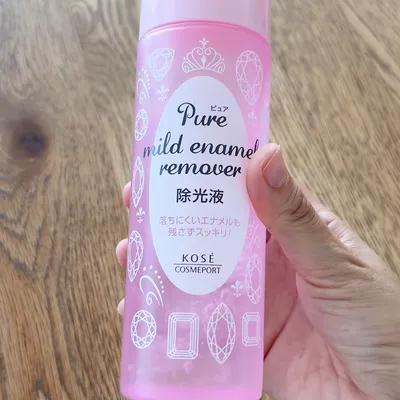 Pure
ピュア
mild enamel
remover
除光液
落ちにくいエナメルも
残さずスッキリ!
KOSÉ
COSMEPORT